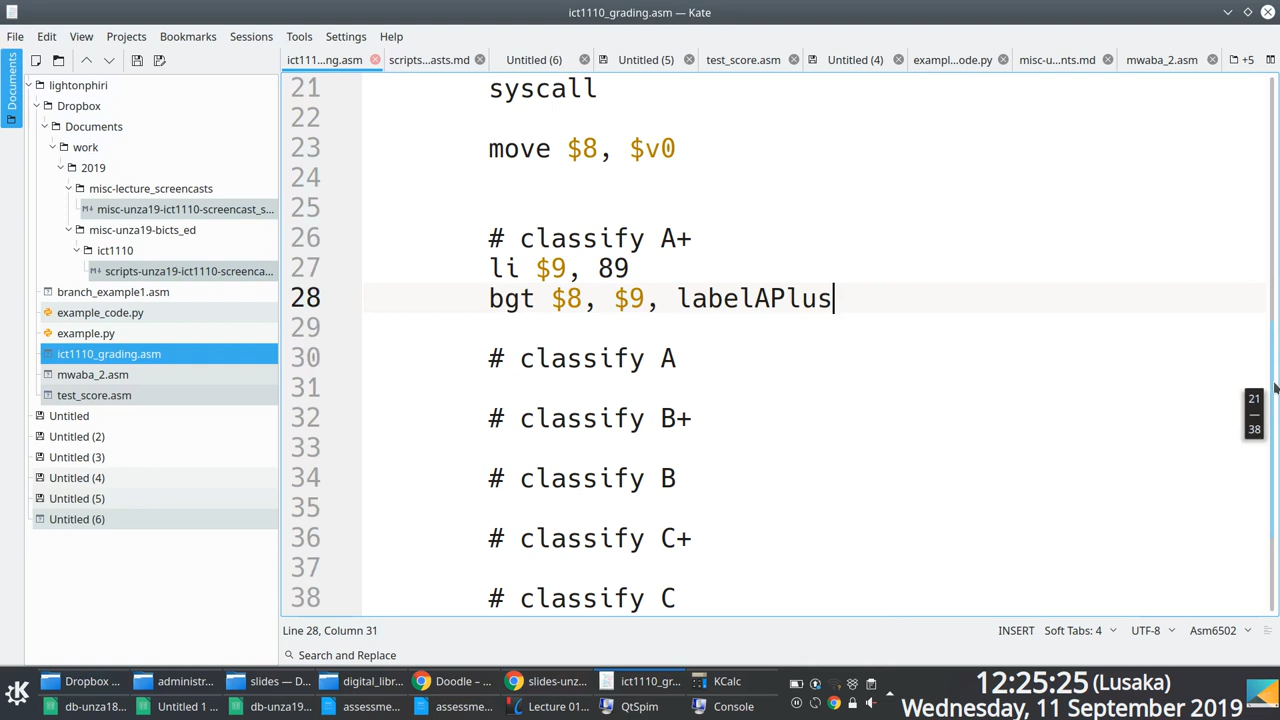 ict1110_grading.asm — Kate
File Edit View Projects Bookmarks Sessions Tools Settings Help
Documents
ict111...ng.asm scripts...asts.md Untitled (6) Untitled (5) test_score.asm Untitled (4) exampl...ode.py misc-u...nts.md mwaba_2.asm +5
lightonphiri
Dropbox
Documents
work
2019
misc-lecture_screencasts
misc-unza19-ict1110-screencast_s...
misc-unza19-bicts_ed
ict1110
scripts-unza19-ict1110-screenca...
branch_example1.asm
example_code.py
example.py
ict1110_grading.asm
mwaba_2.asm
test_score.asm
Untitled
Untitled (2)
Untitled (3)
Untitled (4)
Untitled (5)
Untitled (6)
21 syscall
22
23 move $8, $v0
24
25
26 # classify A+
27 li $9, 89
28 bgt $8, $9, labelAPlus
29
30 # classify A
31
32 # classify B+
33
34 # classify B
35
36 # classify C+
37
38 # classify C
21
—
38
Line 28, Column 31 INSERT Soft Tabs: 4 UTF-8 Asm6502
Search and Replace
Dropbox ... administr... slides — D... digital_libr... Doodle – ... slides-unz... ict1110_gr... KCalc
db-unza18... Untitled 1 ... db-unza19... assessme... assessme... Lecture 01... QtSpim Console
12:25:25 (Lusaka)
Wednesday, 11 September 2019